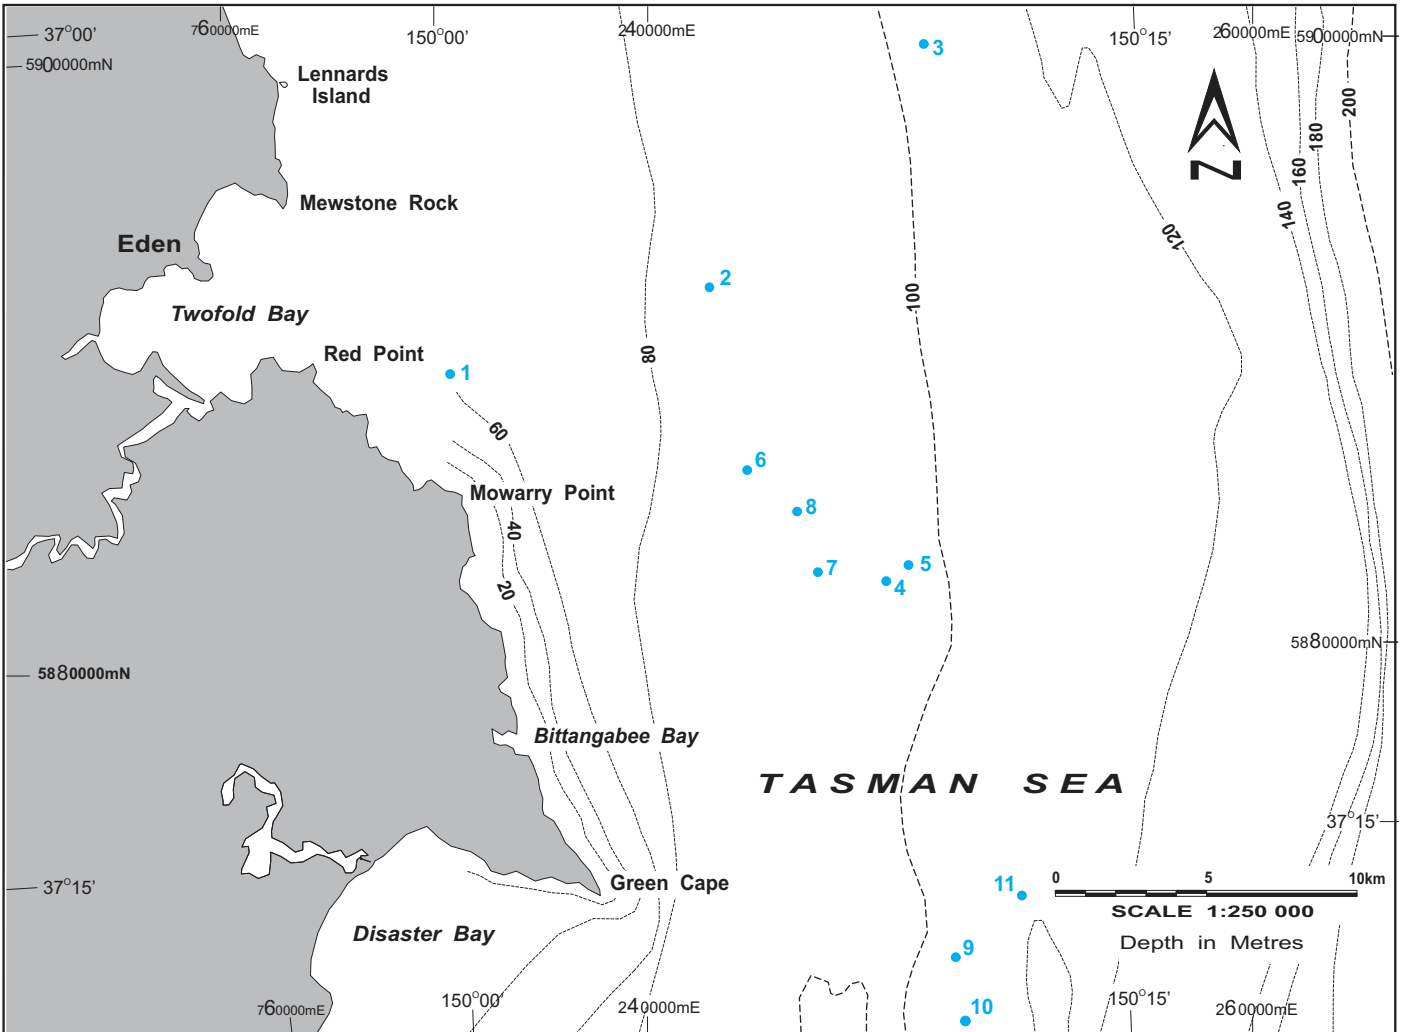 37°00'
760000mE
150°00'
240000mE
3
150°15'
260000mE
5900000mN
5900000mN
Lennards
Island
200
180
160
140
120
N
Mewstone Rock
Eden
2
100
Twofold Bay
Red Point
80
1
60
6
Mowarry Point
8
40
5
7
4
20
5880000mN
5880000mN
Bittangabee Bay
TASMAN SEA
37°15'
37°15'
Green Cape
11
0 5 10km
SCALE 1:250 000
Depth in Metres
Disaster Bay
9
10
760000mE
150°00'
240000mE
150°15'
260000mE